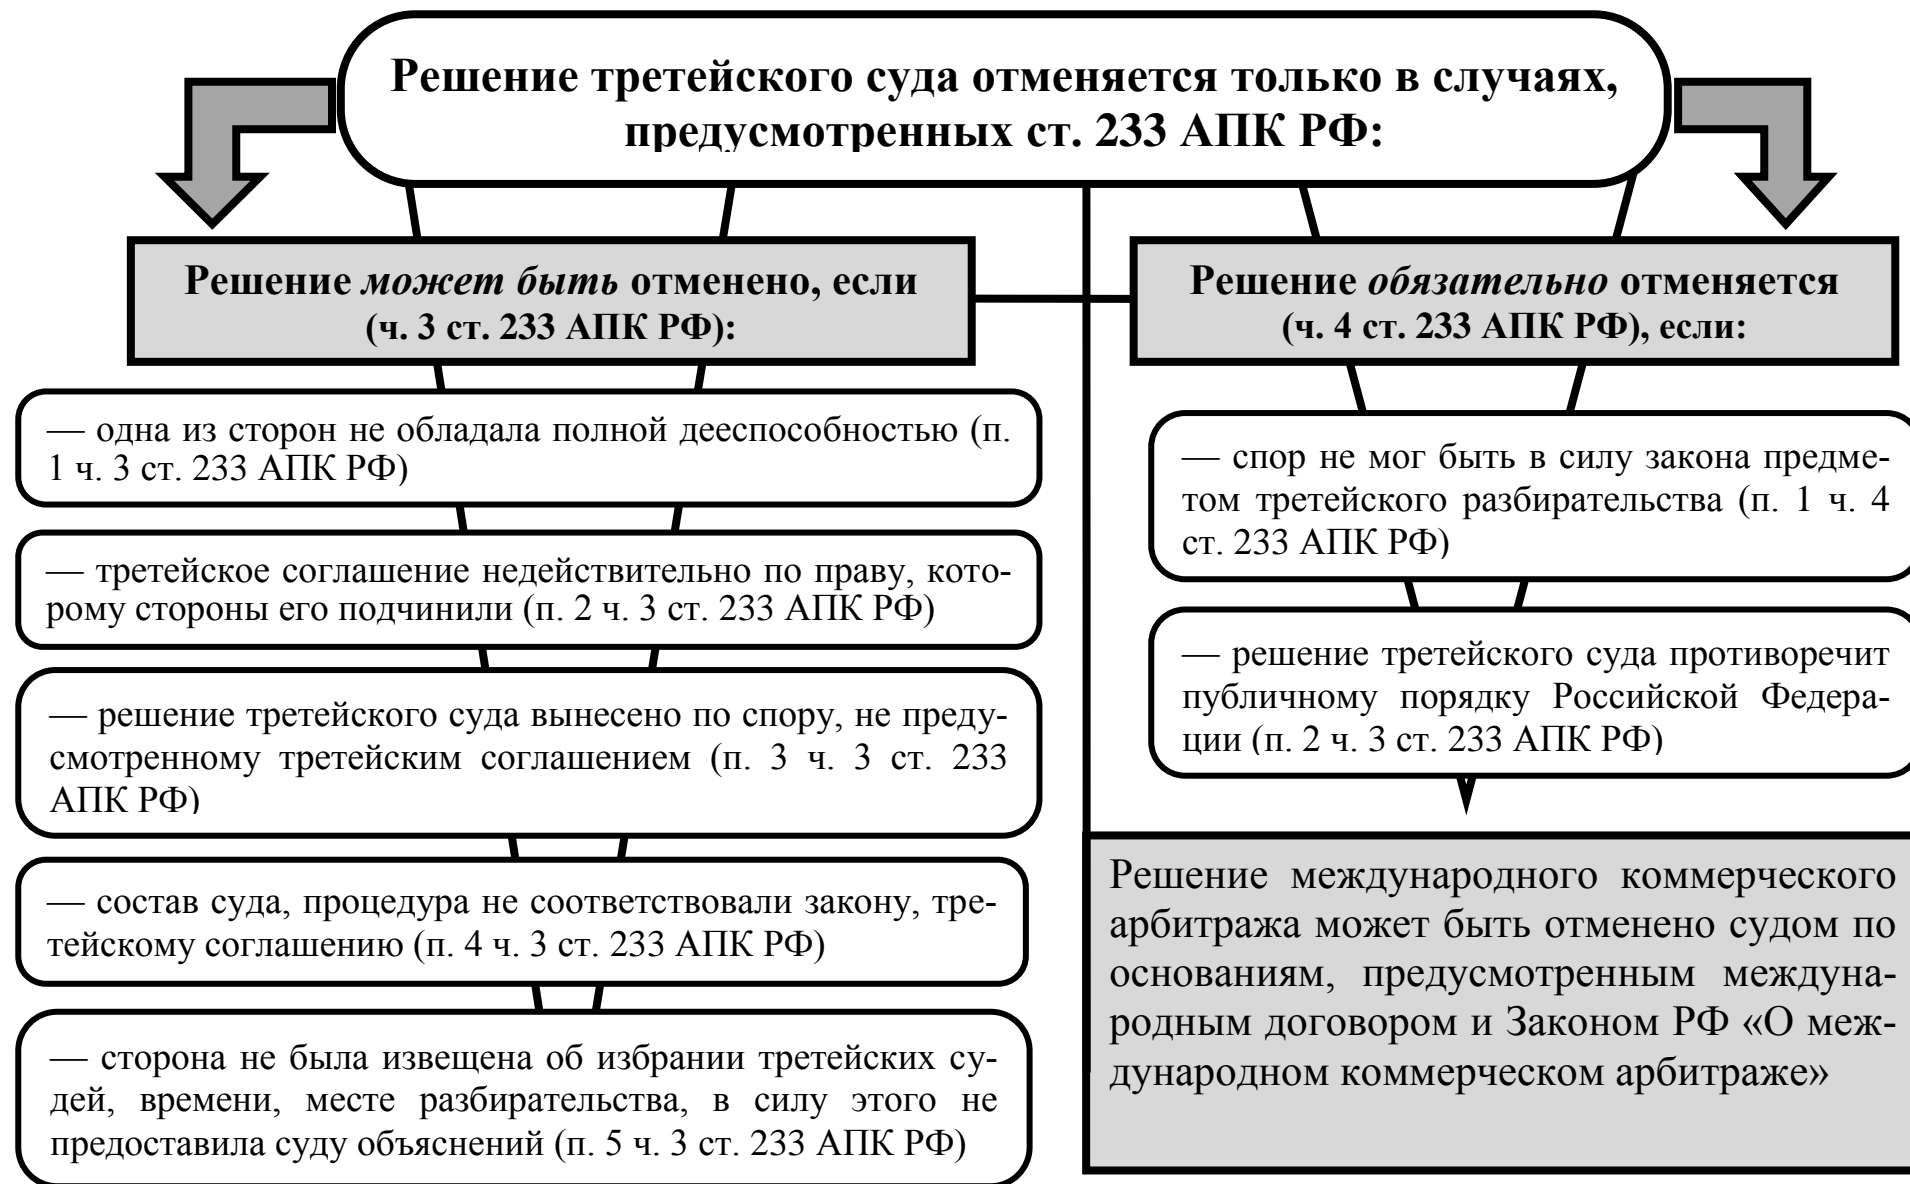 Решение третейского суда отменяется только в случаях,
предусмотренных ст. 233 АПК РФ:
Решение может быть отменено, если
(ч. 3 ст. 233 АПК РФ):
— одна из сторон не обладала полной дееспособностью (п.
1 ч. 3 ст. 233 АПК РФ)
— третейское соглашение недействительно по праву, кото-
рому стороны его подчинили (п. 2 ч. 3 ст. 233 АПК РФ)
— решение третейского суда вынесено по спору, не преду-
смотренному третейским соглашением (п. 3 ч. 3 ст. 233
АПК РФ)
— состав суда, процедура не соответствовали закону, тре-
тейскому соглашению (п. 4 ч. 3 ст. 233 АПК РФ)
— сторона не была извещена об избрании третейских су-
дей, времени, месте разбирательства, в силу этого не
предоставила суду объяснений (п. 5 ч. 3 ст. 233 АПК РФ)
Решение обязательно отменяется
(ч. 4 ст. 233 АПК РФ), если:
— спор не мог быть в силу закона предме-
том третейского разбирательства (п. 1 ч. 4
ст. 233 АПК РФ)
— решение третейского суда противоречит
публичному порядку Российской Федера-
ции (п. 2 ч. 3 ст. 233 АПК РФ)
Решение международного коммерческого
арбитража может быть отменено судом по
основаниям, предусмотренным междуна-
родным договором и Законом РФ «О меж-
дународном коммерческом арбитраже»